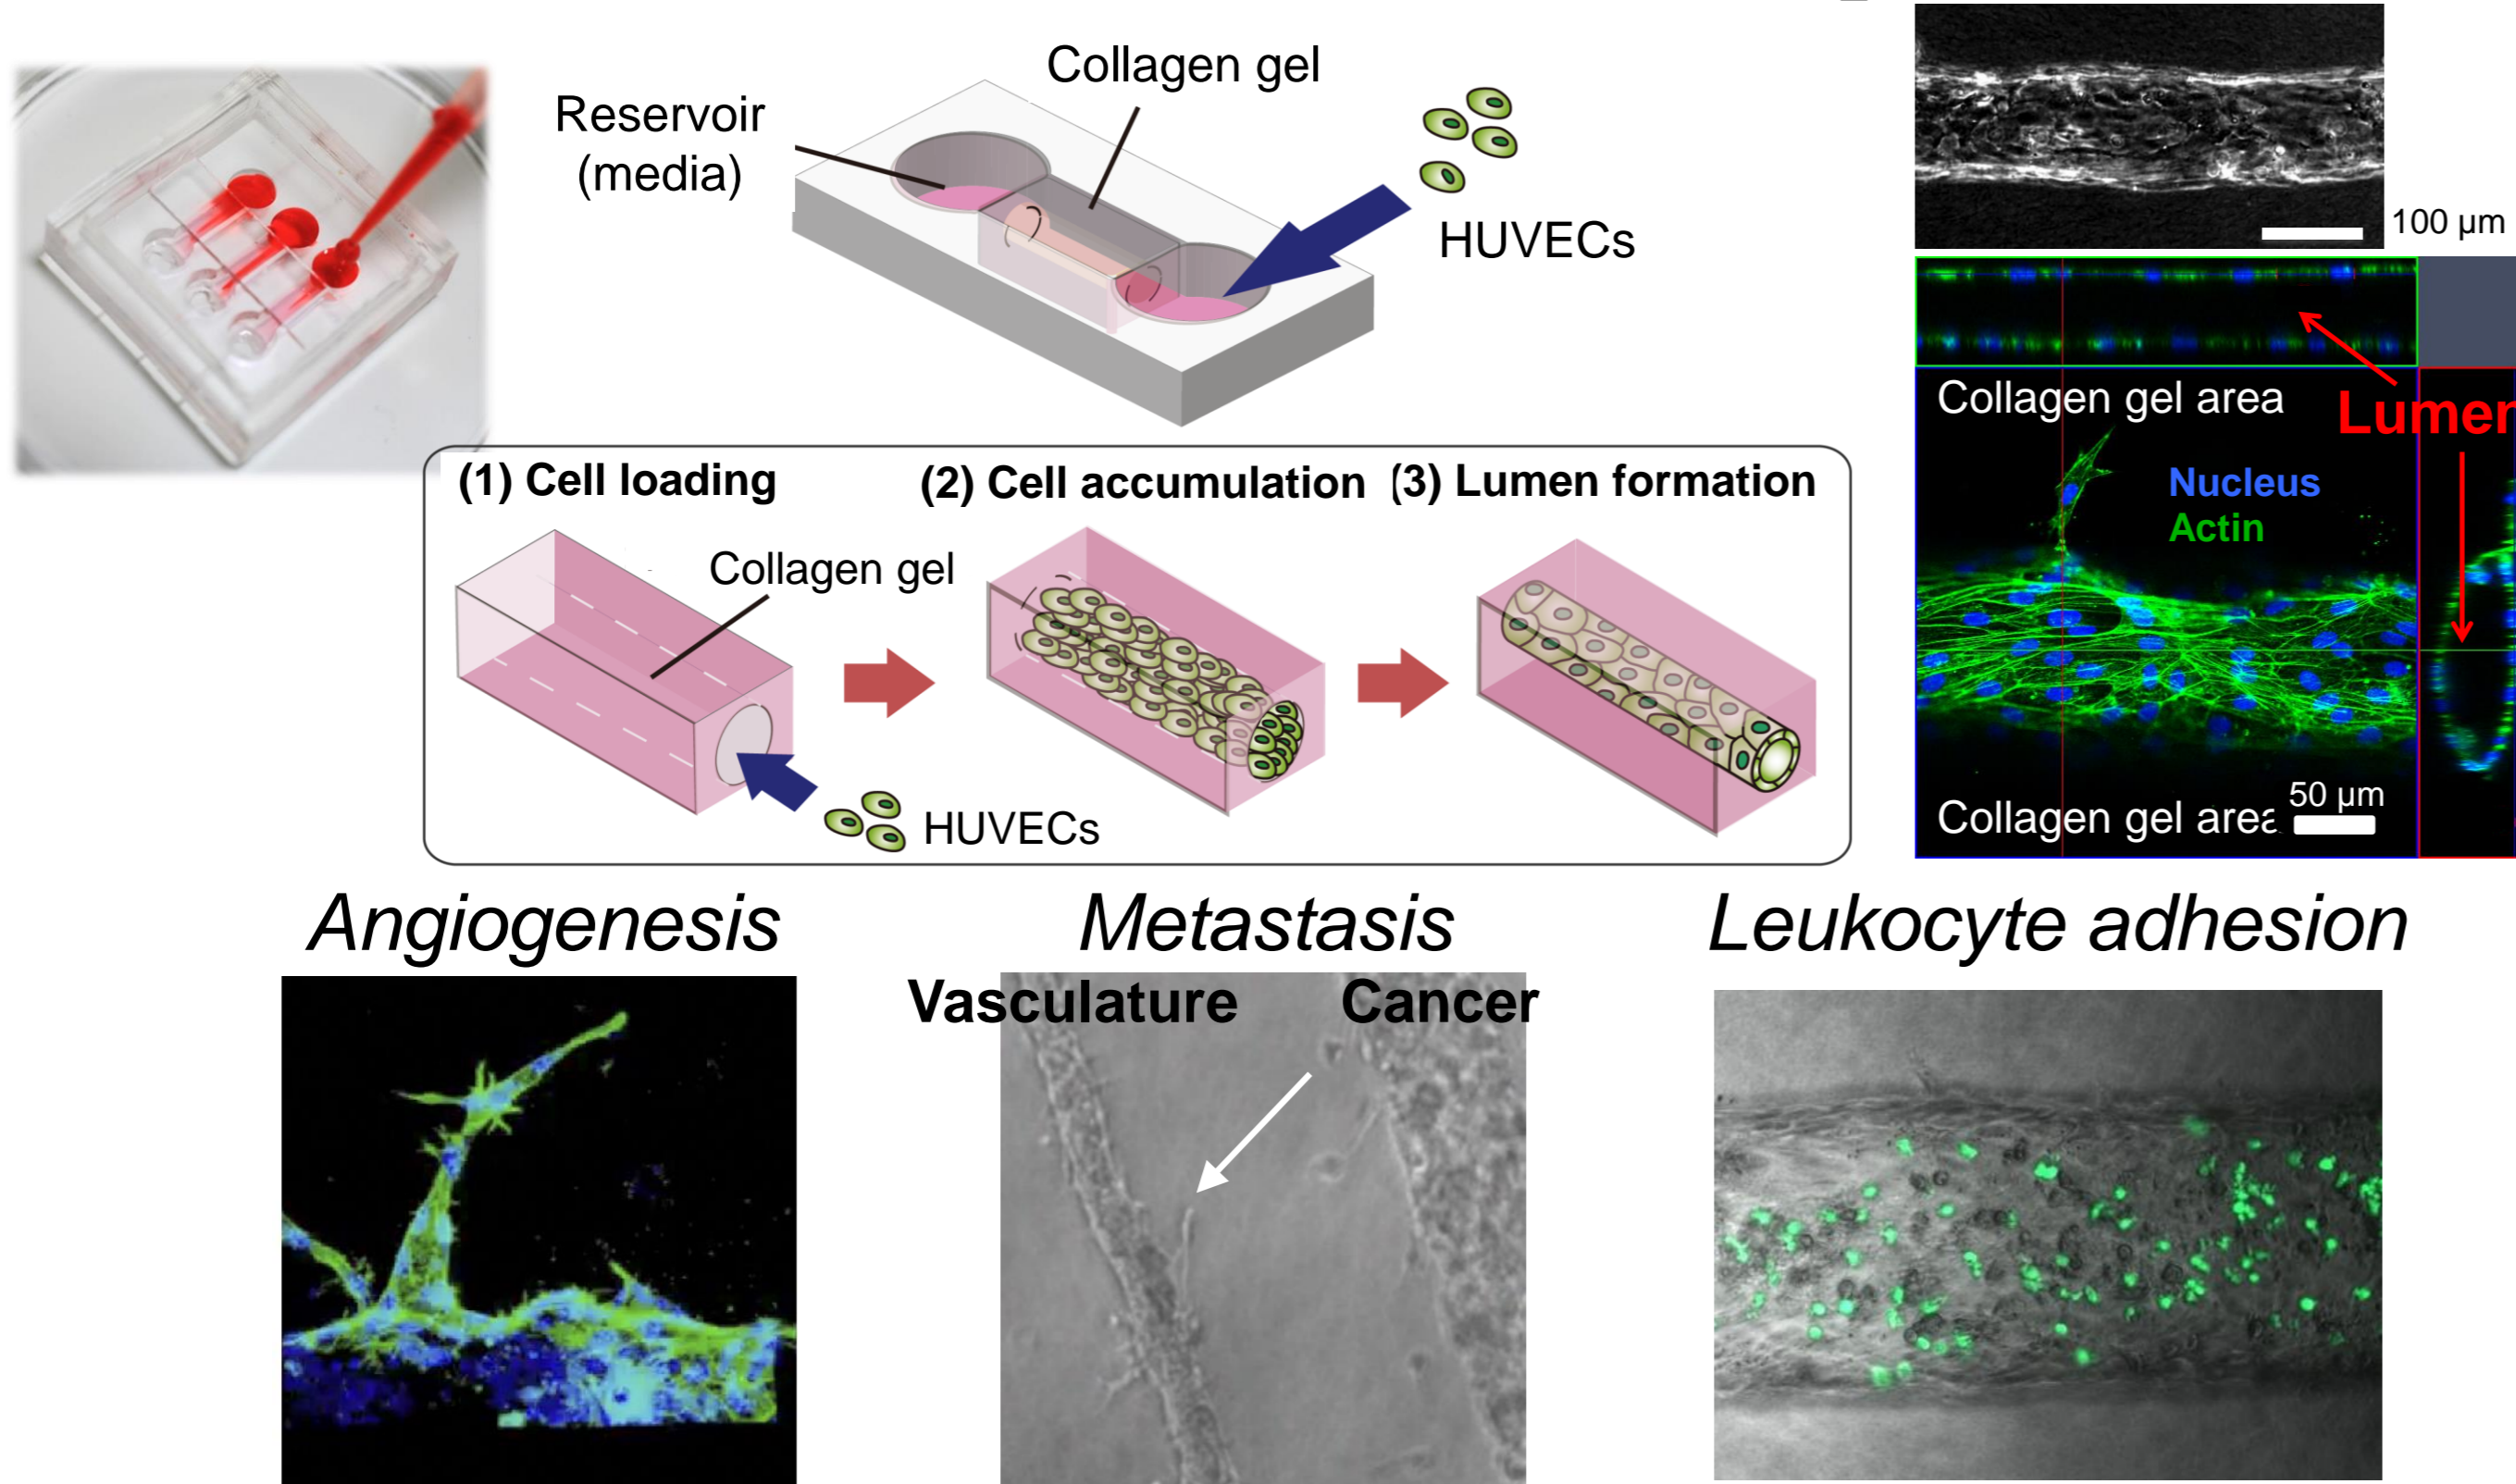 Collagen gel
Reservoir
(media)
HUVECs
100 µm
(1) Cell loading
(2) Cell accumulation
(3) Lumen formation
Collagen gel
HUVECs
Collagen gel area
Lumen
Nucleus
Actin
50 µm
Collagen gel area
Angiogenesis
Metastasis
Leukocyte adhesion
Vasculature
Cancer